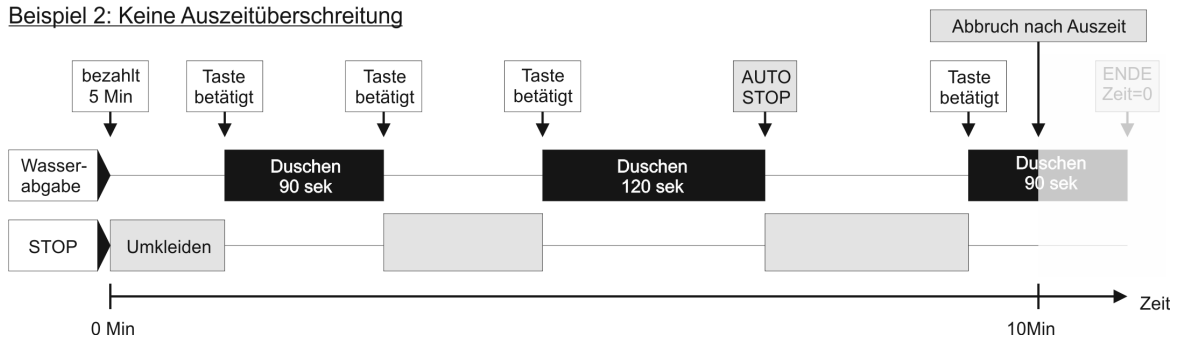 Beispiel 2: Keine Auszeitüberschreitung
Abbruch nach Auszeit
bezahlt
5 Min
Taste
betätigt
Taste
betätigt
Taste
betätigt
AUTO
STOP
Taste
betätigt
ENDE
Zeit=0
Wasser-
abgabe
Duschen
90 sek
Duschen
120 sek
Duschen
90 sek
STOP
Umkleiden
Zeit
0 Min
10Min